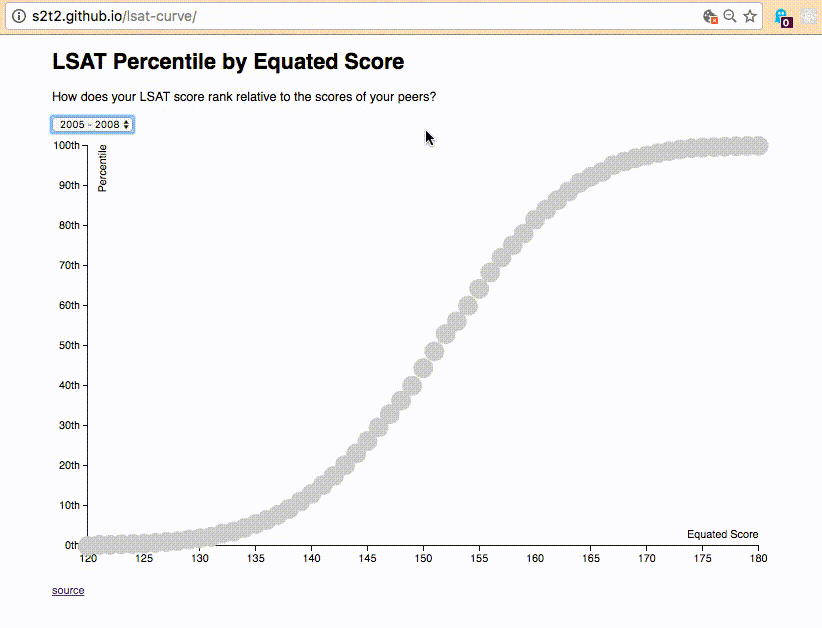 s2t2.github.io/lsat-curve/
0
LSAT Percentile by Equated Score
How does your LSAT score rank relative to the scores of your peers?
2005 - 2008
100th
Percentile
90th
80th
70th
60th
50th
40th
30th
20th
10th
0th
Equated Score
120 125 130 135 140 145 150 155 160 165 170 175 180
source